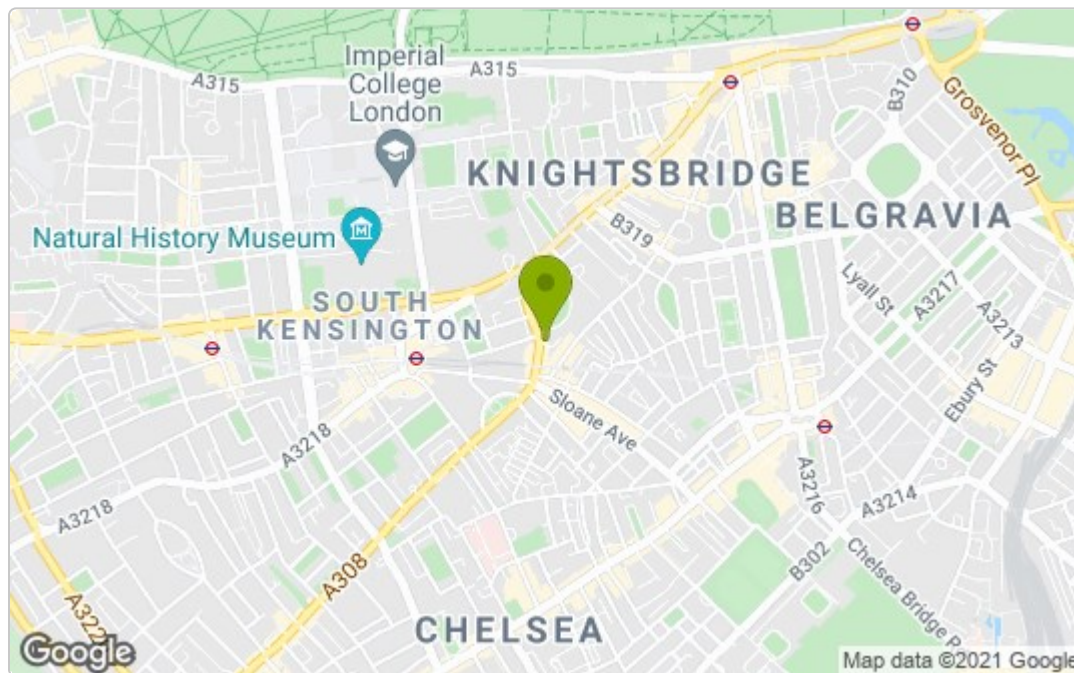 A315
Imperial
College
London
A315
B310
Grosvenor Pl
KNIGHTSBRIDGE
BELGRAVIA
Natural History Museum
B319
Lyall St
A3217
A3213
SOUTH
KENSINGTON
Ebury St
Sloane Ave
A3218
A3218
A3216
A3214
A308
B302
Chelsea Bridge R
A322
CHELSEA
Google
Map data ©2021 Google